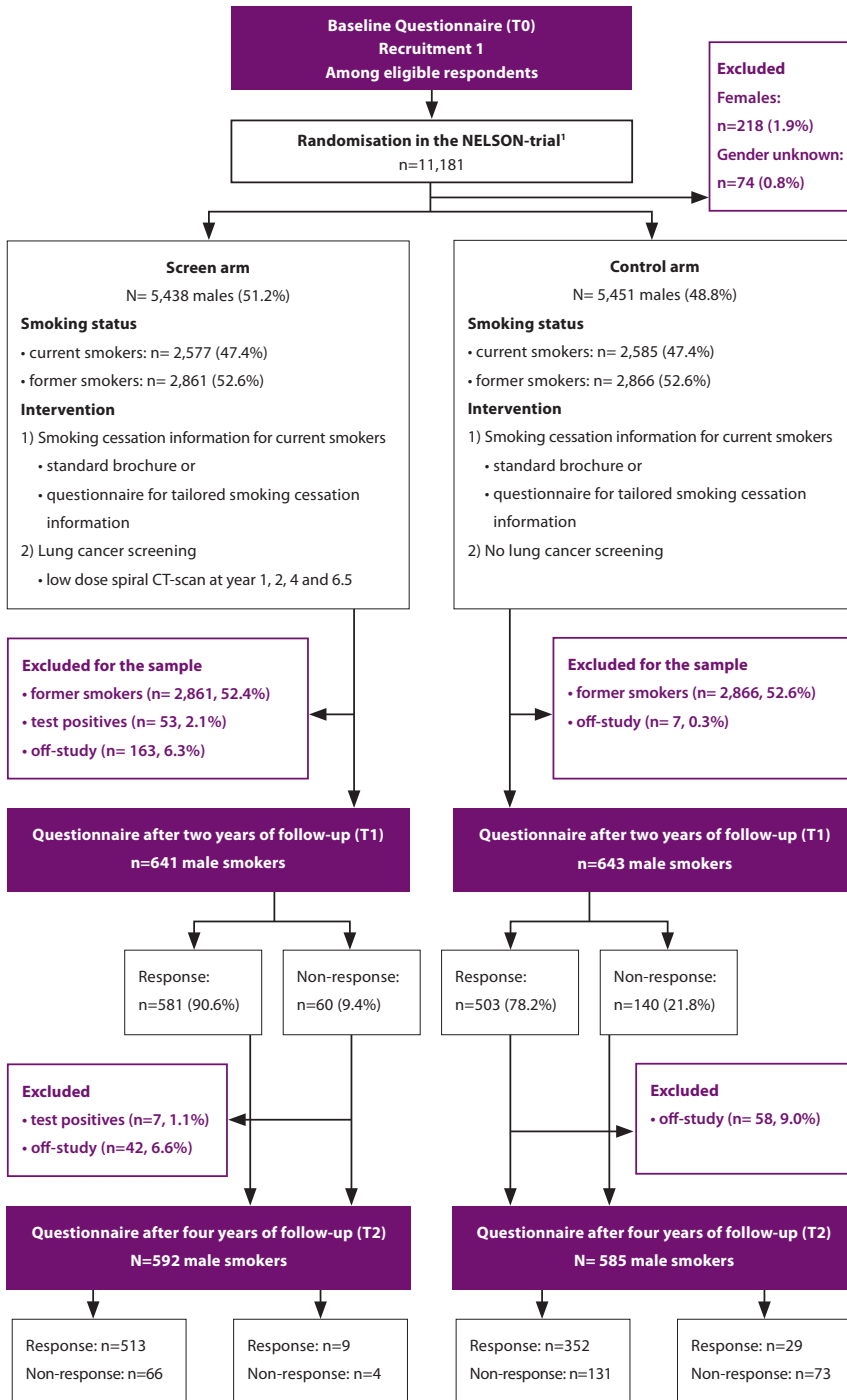 Baseline Questionnaire (T0)
Recruitment 1
Among eligible respondents
Excluded
Females:
n=218 (1.9%)
Gender unknown:
n=74 (0.8%)
Randomisation in the NELSON-trial¹
n=11,181
Screen arm
N= 5,438 males (51.2%)
Smoking status
• current smokers: n= 2,577 (47.4%)
• former smokers: n= 2,861 (52.6%)
Intervention
1) Smoking cessation information for current smokers
• standard brochure or
• questionnaire for tailored smoking cessation
information
2) Lung cancer screening
• low dose spiral CT-scan at year 1, 2, 4 and 6.5
Control arm
N= 5,451 males (48.8%)
Smoking status
• current smokers: n= 2,585 (47.4%)
• former smokers: n= 2,866 (52.6%)
Intervention
1) Smoking cessation information for current smokers
• standard brochure or
• questionnaire for tailored smoking cessation
information
2) No lung cancer screening
Excluded for the sample
• former smokers (n= 2,861, 52.4%)
• test positives (n= 53, 2.1%)
• off-study (n= 163, 6.3%)
Excluded for the sample
• former smokers (n= 2,866, 52.6%)
• off-study (n= 7, 0.3%)
Questionnaire after two years of follow-up (T1)
n=641 male smokers
Questionnaire after two years of follow-up (T1)
n=643 male smokers
Response:
n=581 (90.6%)
Non-response:
n=60 (9.4%)
Response:
n=503 (78.2%)
Non-response:
n=140 (21.8%)
Excluded
• test positives (n=7, 1.1%)
• off-study (n=42, 6.6%)
Excluded
• off-study (n= 58, 9.0%)
Questionnaire after four years of follow-up (T2)
N=592 male smokers
Questionnaire after four years of follow-up (T2)
N= 585 male smokers
Response: n=513
Non-response: n=66
Response: n=9
Non-response: n=4
Response: n=352
Non-response: n=131
Response: n=29
Non-response: n=73